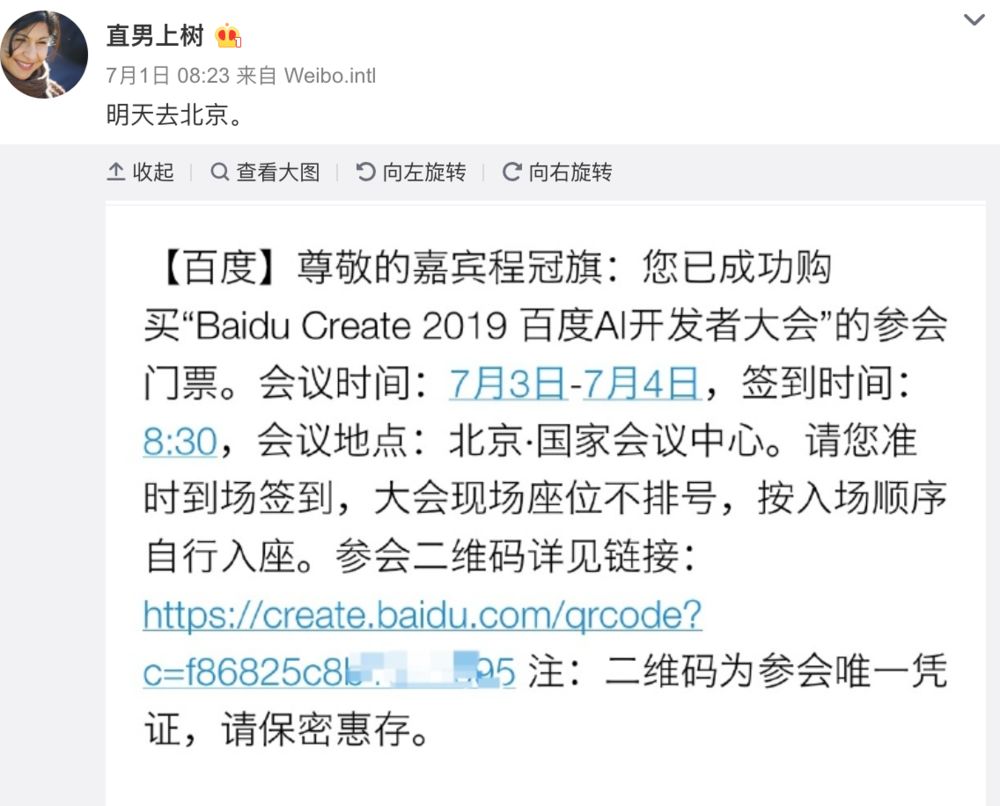 直男上树
7月1日 08:23 来自 Weibo.intl
明天去北京。
收起 查看大图 向左旋转 向右旋转
【百度】尊敬的嘉宾程冠旗：您已成功购
买“Baidu Create 2019 百度AI开发者大会”的参会
门票。会议时间：7月3日-7月4日，签到时间：
8:30，会议地点：北京·国家会议中心。请您准
时到场签到，大会现场座位不排号，按入场顺序
自行入座。参会二维码详见链接：
https://create.baidu.com/qrcode?
c=f86825c8b 95 注：二维码为参会唯一凭
证，请保密惠存。